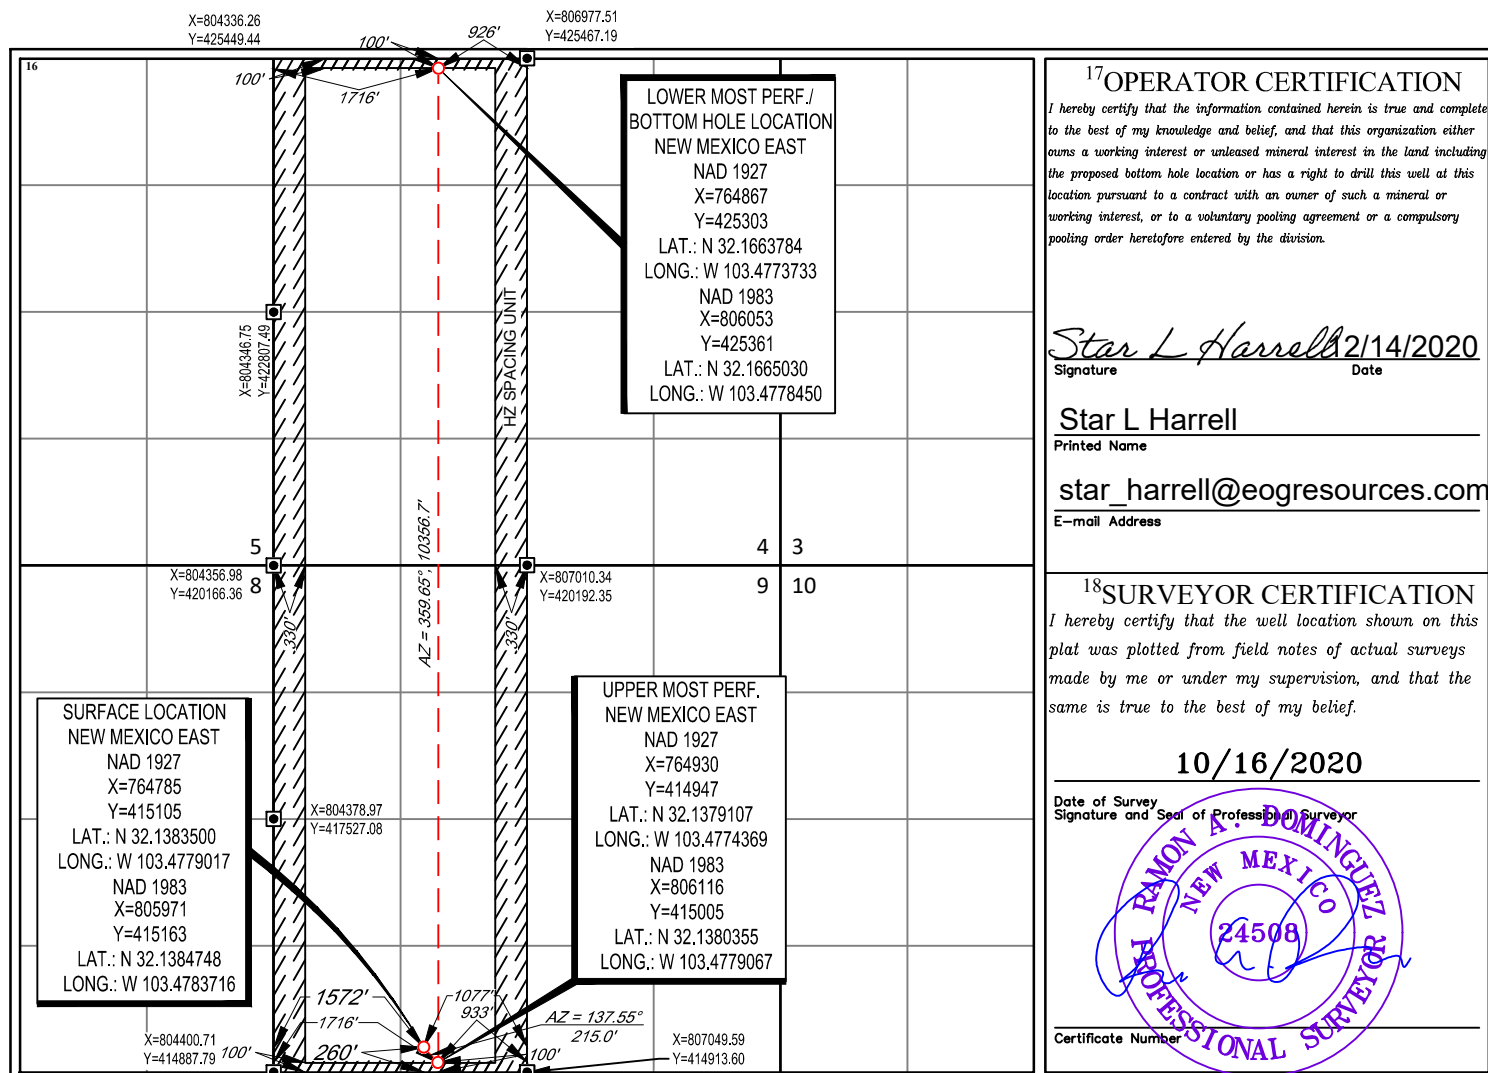 X=804336.26
Y=425449.44
X=806977.51
Y=425467.19
100'
926'
16
100'
1716'
LOWER MOST PERF./
BOTTOM HOLE LOCATION
NEW MEXICO EAST
NAD 1927
X=764867
Y=425303
LAT.: N 32.1663784
LONG.: W 103.4773733
NAD 1983
X=806053
Y=425361
LAT.: N 32.1665030
LONG.: W 103.4778450
X=804346.75
Y=422807.49
HZ SPACING UNIT
5
4
3
X=804356.98
Y=420166.36
8
X=807010.34
Y=420192.35
9
10
330'
330'
AZ = 359.65°, 10356.7'
SURFACE LOCATION
NEW MEXICO EAST
NAD 1927
X=764785
Y=415105
LAT.: N 32.1383500
LONG.: W 103.4779017
NAD 1983
X=805971
Y=415163
LAT.: N 32.1384748
LONG.: W 103.4783716
X=804378.97
Y=417527.08
UPPER MOST PERF.
NEW MEXICO EAST
NAD 1927
X=764930
Y=414947
LAT.: N 32.1379107
LONG.: W 103.4774369
NAD 1983
X=806116
Y=415005
LAT.: N 32.1380355
LONG.: W 103.4779067
1572'
1077'
1716'
933'
AZ = 137.55°
215.0'
X=804400.71
Y=414887.79
100'
260'
100'
X=807049.59
Y=414913.60
17 OPERATOR CERTIFICATION
I hereby certify that the information contained herein is true and complete
to the best of my knowledge and belief, and that this organization either
owns a working interest or unleased mineral interest in the land including
the proposed bottom hole location or has a right to drill this well at this
location pursuant to a contract with an owner of such a mineral or
working interest, or to a voluntary pooling agreement or a compulsory
pooling order heretofore entered by the division.
Star L Harrell 12/14/2020
Signature Date
Star L Harrell
Printed Name
star_harrell@eogresources.com
E-mail Address
18 SURVEYOR CERTIFICATION
I hereby certify that the well location shown on this
plat was plotted from field notes of actual surveys
made by me or under my supervision, and that the
same is true to the best of my belief.
10/16/2020
Date of Survey
Signature and Seal of Professional Surveyor
RAMON A. DOMINGUEZ
NEW MEXICO
24508
PROFESSIONAL SURVEYOR
Certificate Number